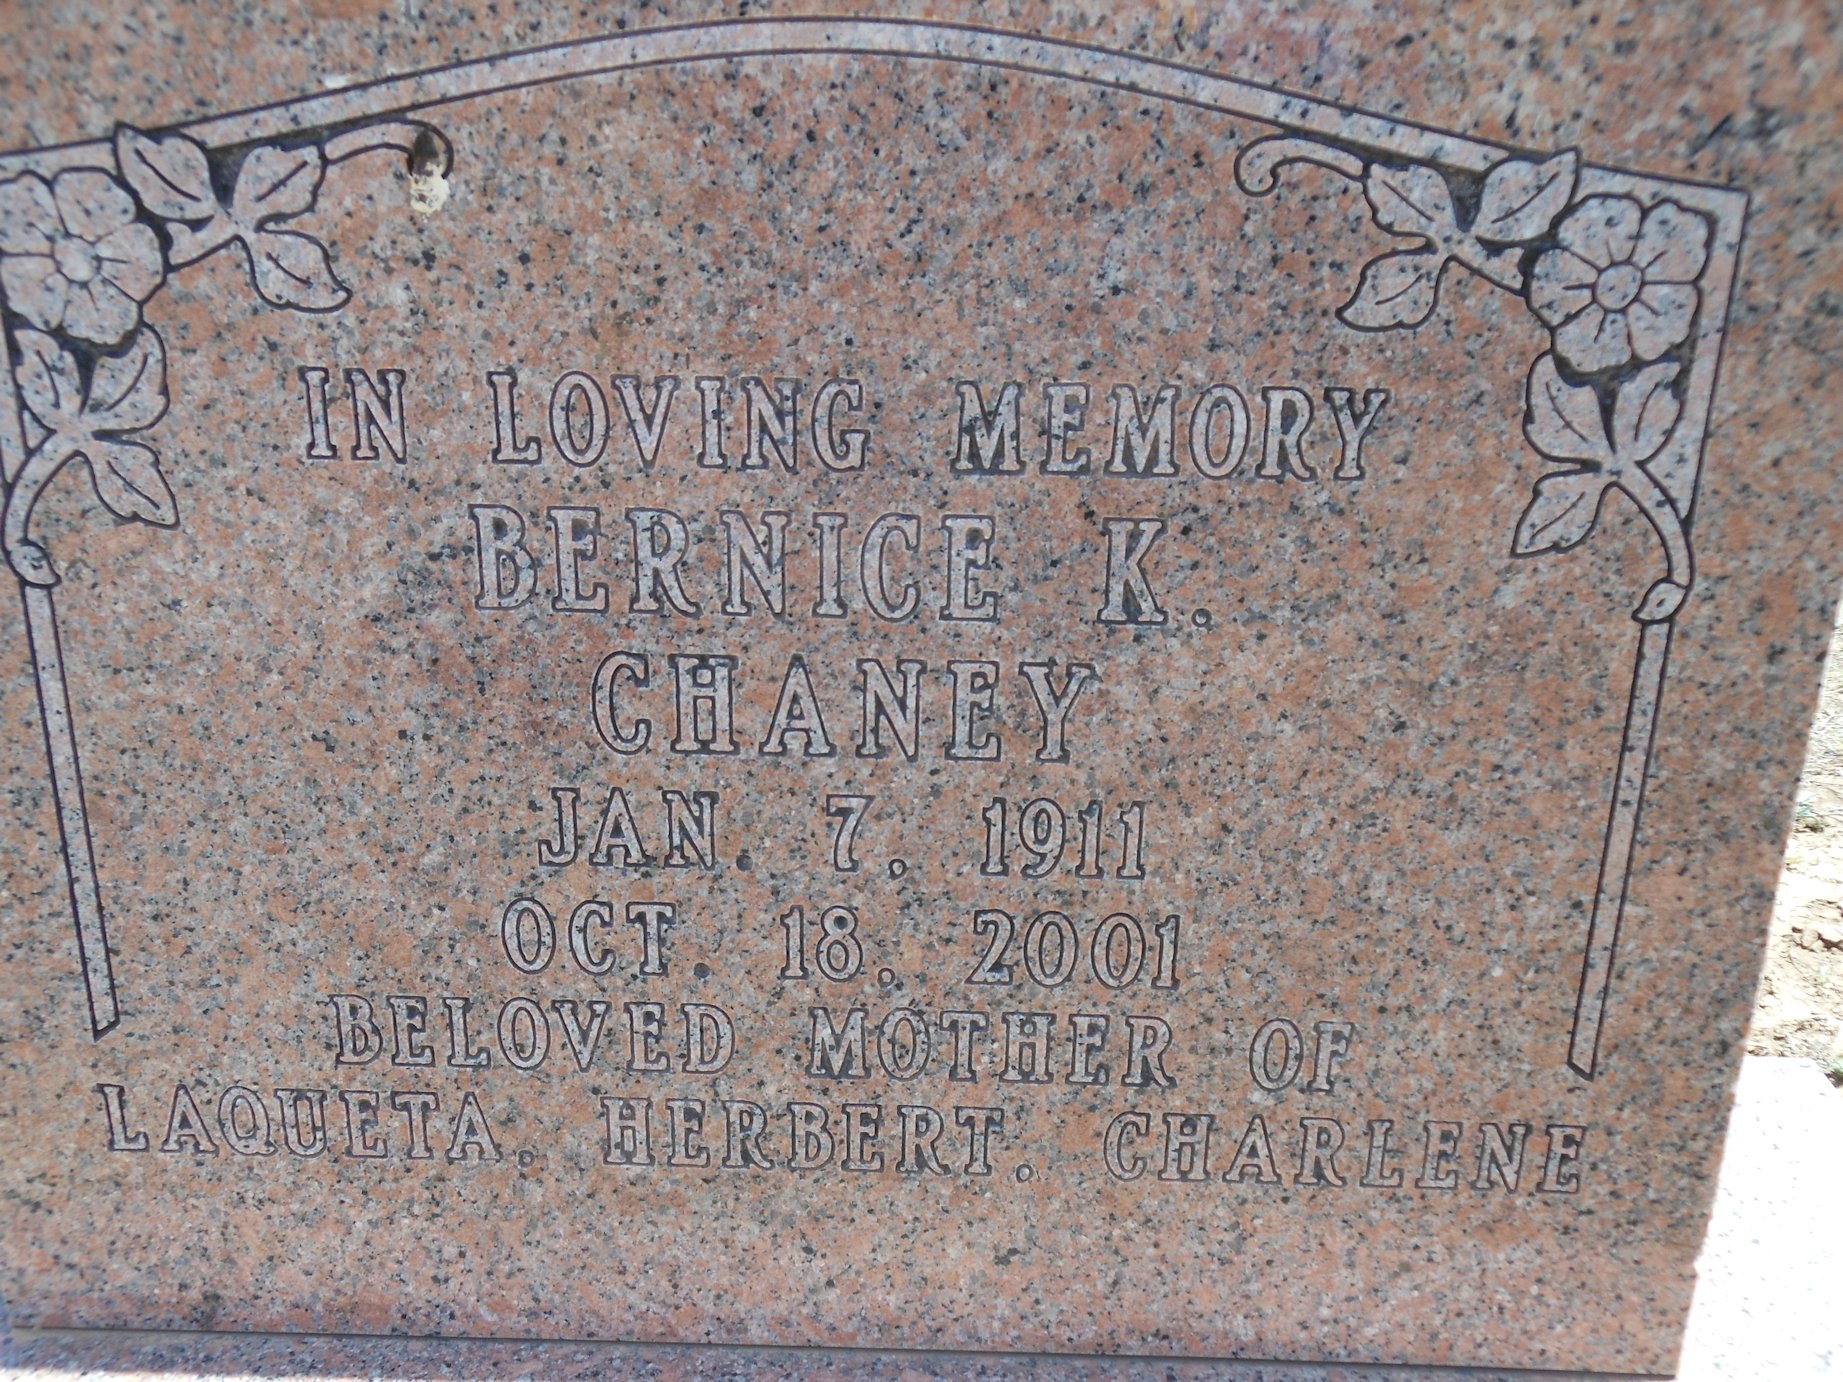 IN LOVING MEMORY
BERNICE K.
CHANEY
JAN. 7, 1911
OCT. 18, 2001
BELOVED MOTHER OF
LAQUETA, HERBERT, CHARLENE